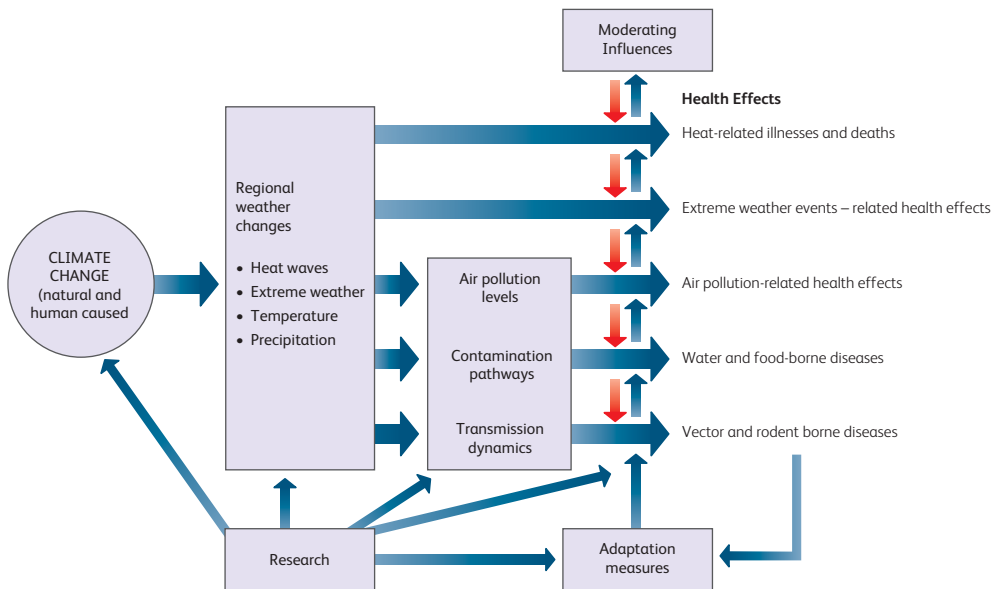 Moderating
Influences
Health Effects
Heat-related illnesses and deaths
Extreme weather events – related health effects
Air pollution-related health effects
Water and food-borne diseases
Vector and rodent borne diseases
Regional
weather
changes
• Heat waves
• Extreme weather
• Temperature
• Precipitation
CLIMATE
CHANGE
(natural and
human caused
Air pollution
levels
Contamination
pathways
Transmission
dynamics
Research
Adaptation
measures